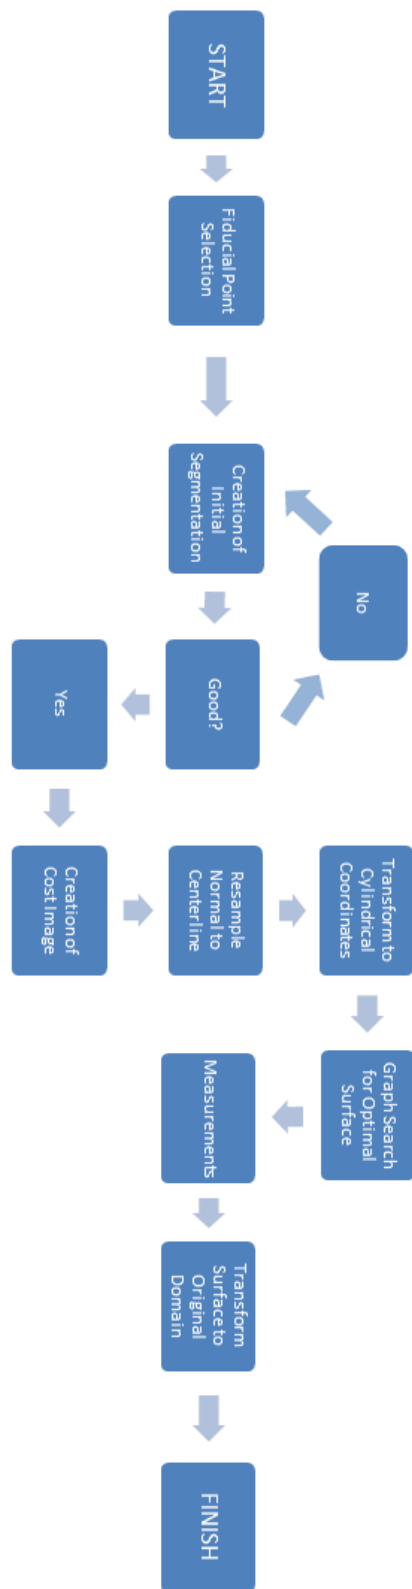 START
Fiducial Point
Selection
Creation of
Initial
Segmentation
No
Good?
Yes
Creation of
Cost Image
Resample
Normal to
Centerline
Transform to
Cylindrical
Coordinates
Graph Search
for Optimal
Surface
Measurements
Transform
Surface to
Original
Domain
FINISH